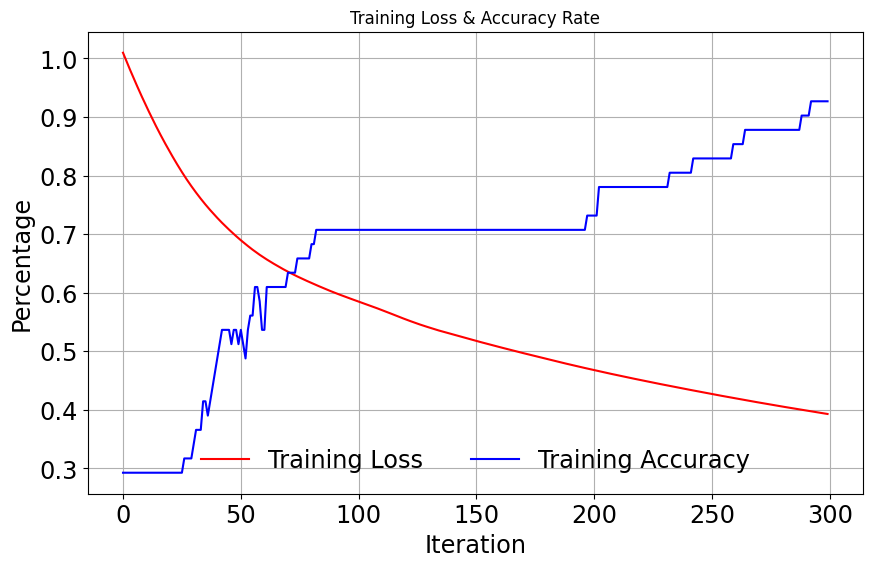 Training Loss & Accuracy Rate
1.0
0.9
0.8
0.7
0.6
0.5
0.4
0.3
Percentage
Training Loss
Training Accuracy
0 50 100 150 200 250 300
Iteration